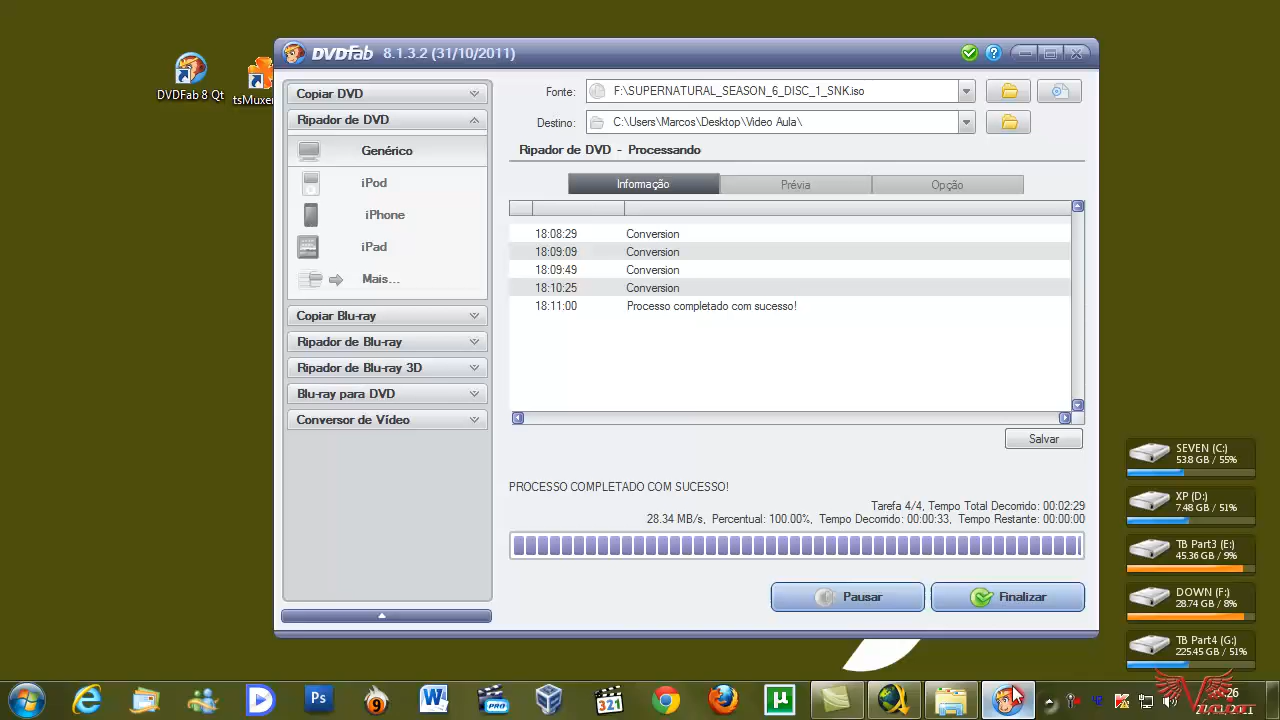 DVDFab 8.1.3.2 (31/10/2011)
DVDFab 8 Qt
tsMuxer
Copiar DVD
Ripador de DVD
Genérico
iPod
iPhone
iPad
Mais...
Copiar Blu-ray
Ripador de Blu-ray
Ripador de Blu-ray 3D
Blu-ray para DVD
Conversor de Vídeo
Fonte: F:\SUPERNATURAL_SEASON_6_DISC_1_SNK.iso
Destino: C:\Users\Marcos\Desktop\Video Aula\
Ripador de DVD - Processando
Informação Prévia Opção
18:08:29 Conversion
18:09:09 Conversion
18:09:49 Conversion
18:10:25 Conversion
18:11:00 Processo completado com sucesso!
Salvar
PROCESSO COMPLETADO COM SUCESSO!
Tarefa 4/4, Tempo Total Decorrido: 00:02:29
28.34 MB/s, Percentual: 100.00%, Tempo Decorrido: 00:00:33, Tempo Restante: 00:00:00
Pausar Finalizar
SEVEN (C:)
53.8 GB / 55%
XP (D:)
7.48 GB / 51%
TB Part3 (E:)
45.36 GB / 9%
DOWN (F:)
28.74 GB / 8%
TB Part4 (G:)
225.45 GB / 51%
Ps
PRO
321